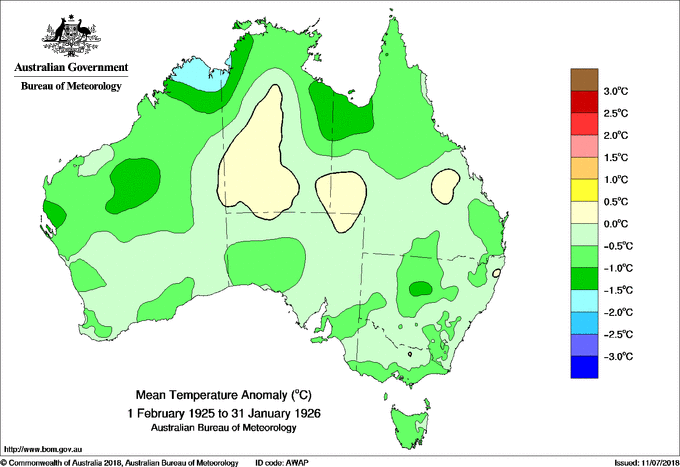 Australian Government
Bureau of Meteorology
3.0°C
2.5°C
2.0°C
1.5°C
1.0°C
0.5°C
0.0°C
−0.5°C
−1.0°C
−1.5°C
−2.0°C
−2.5°C
−3.0°C
Mean Temperature Anomaly (°C)
1 February 1925 to 31 January 1926
Australian Bureau of Meteorology
http://www.bom.gov.au
© Commonwealth of Australia 2018, Australian Bureau of Meteorology ID code: AWAP Issued: 11/07/2018